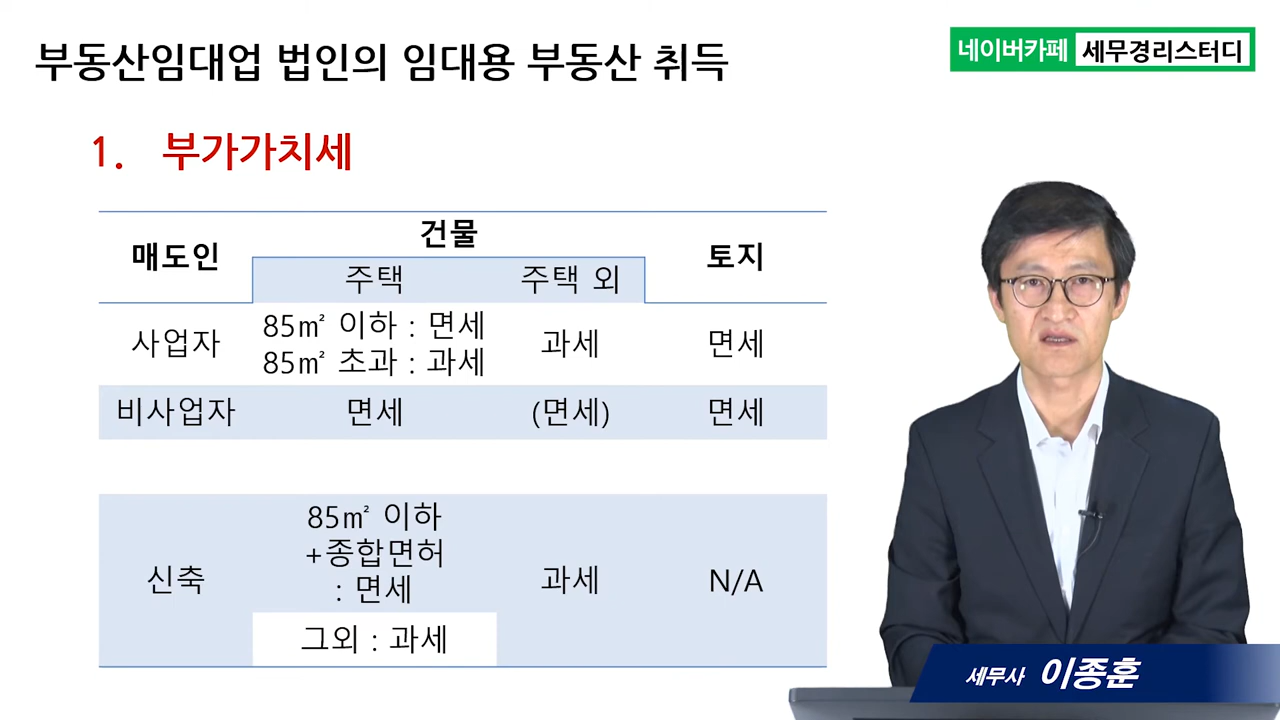 부동산임대업 법인의 임대용 부동산 취득
네이버카페 세무경리스터디
1. 부가가치세
매도인 건물 토지
주택 주택 외
사업자 85㎡ 이하 : 면세 과세 면세
85㎡ 초과 : 과세
비사업자 면세 (면세) 면세
신축 85㎡ 이하 과세 N/A
+종합면허
: 면세
그외 : 과세
세무사 이종훈